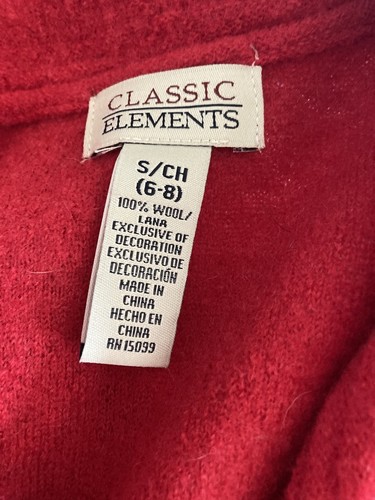 CLASSIC
ELEMENTS
S/CH
(6-8)
100% WOOL/
LANA
EXCLUSIVE OF
DECORATION
EXCLUSIVO DE
DECORACIÓN
MADE IN
CHINA
HECHO EN
CHINA
RN 15099